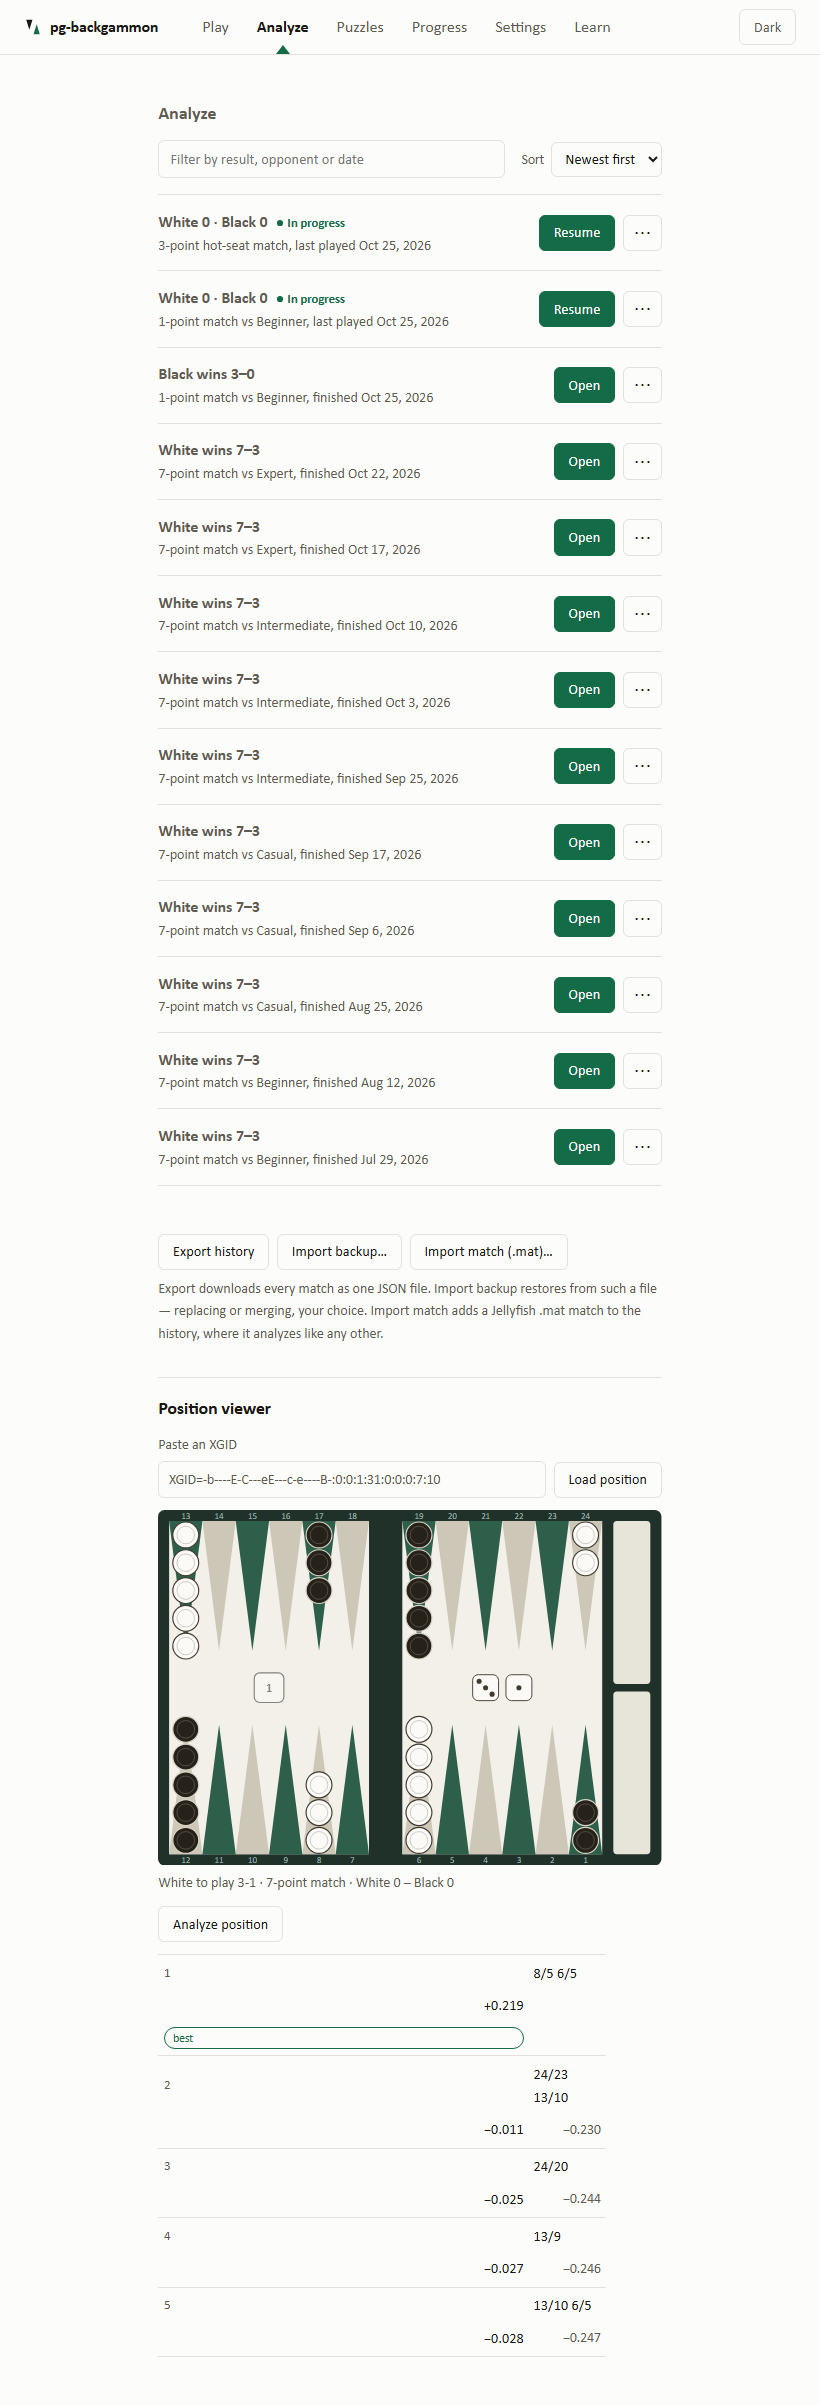 pg-backgammon Play Analyze Puzzles Progress Settings Learn Dark
Analyze
Filter by result, opponent or date Sort Newest first
White 0 · Black 0 • In progress
3-point hot-seat match, last played Oct 25, 2026
Resume ...
White 0 · Black 0 • In progress
1-point match vs Beginner, last played Oct 25, 2026
Resume ...
Black wins 3–0
1-point match vs Beginner, finished Oct 25, 2026
Open ...
White wins 7–3
7-point match vs Expert, finished Oct 22, 2026
Open ...
White wins 7–3
7-point match vs Expert, finished Oct 17, 2026
Open ...
White wins 7–3
7-point match vs Intermediate, finished Oct 10, 2026
Open ...
White wins 7–3
7-point match vs Intermediate, finished Oct 3, 2026
Open ...
White wins 7–3
7-point match vs Intermediate, finished Sep 25, 2026
Open ...
White wins 7–3
7-point match vs Casual, finished Sep 17, 2026
Open ...
White wins 7–3
7-point match vs Casual, finished Sep 6, 2026
Open ...
White wins 7–3
7-point match vs Casual, finished Aug 25, 2026
Open ...
White wins 7–3
7-point match vs Beginner, finished Aug 12, 2026
Open ...
White wins 7–3
7-point match vs Beginner, finished Jul 29, 2026
Open ...
Export history Import backup... Import match (.mat)...
Export downloads every match as one JSON file. Import backup restores from such a file
— replacing or merging, your choice. Import match adds a Jellyfish .mat match to the
history, where it analyzes like any other.
Position viewer
Paste an XGID
XGID=-b----E-C---eE---c-e----B-:0:0:1:31:0:0:0:7:10 Load position
13 14 15 16 17 18 19 20 21 22 23 24
1
12 11 10 9 8 7 6 5 4 3 2 1
White to play 3-1 · 7-point match · White 0 – Black 0
Analyze position
1 8/5 6/5
+0.219
best
2 24/23
13/10
−0.011 −0.230
3 24/20
−0.025 −0.244
4 13/9
−0.027 −0.246
5 13/10 6/5
−0.028 −0.247